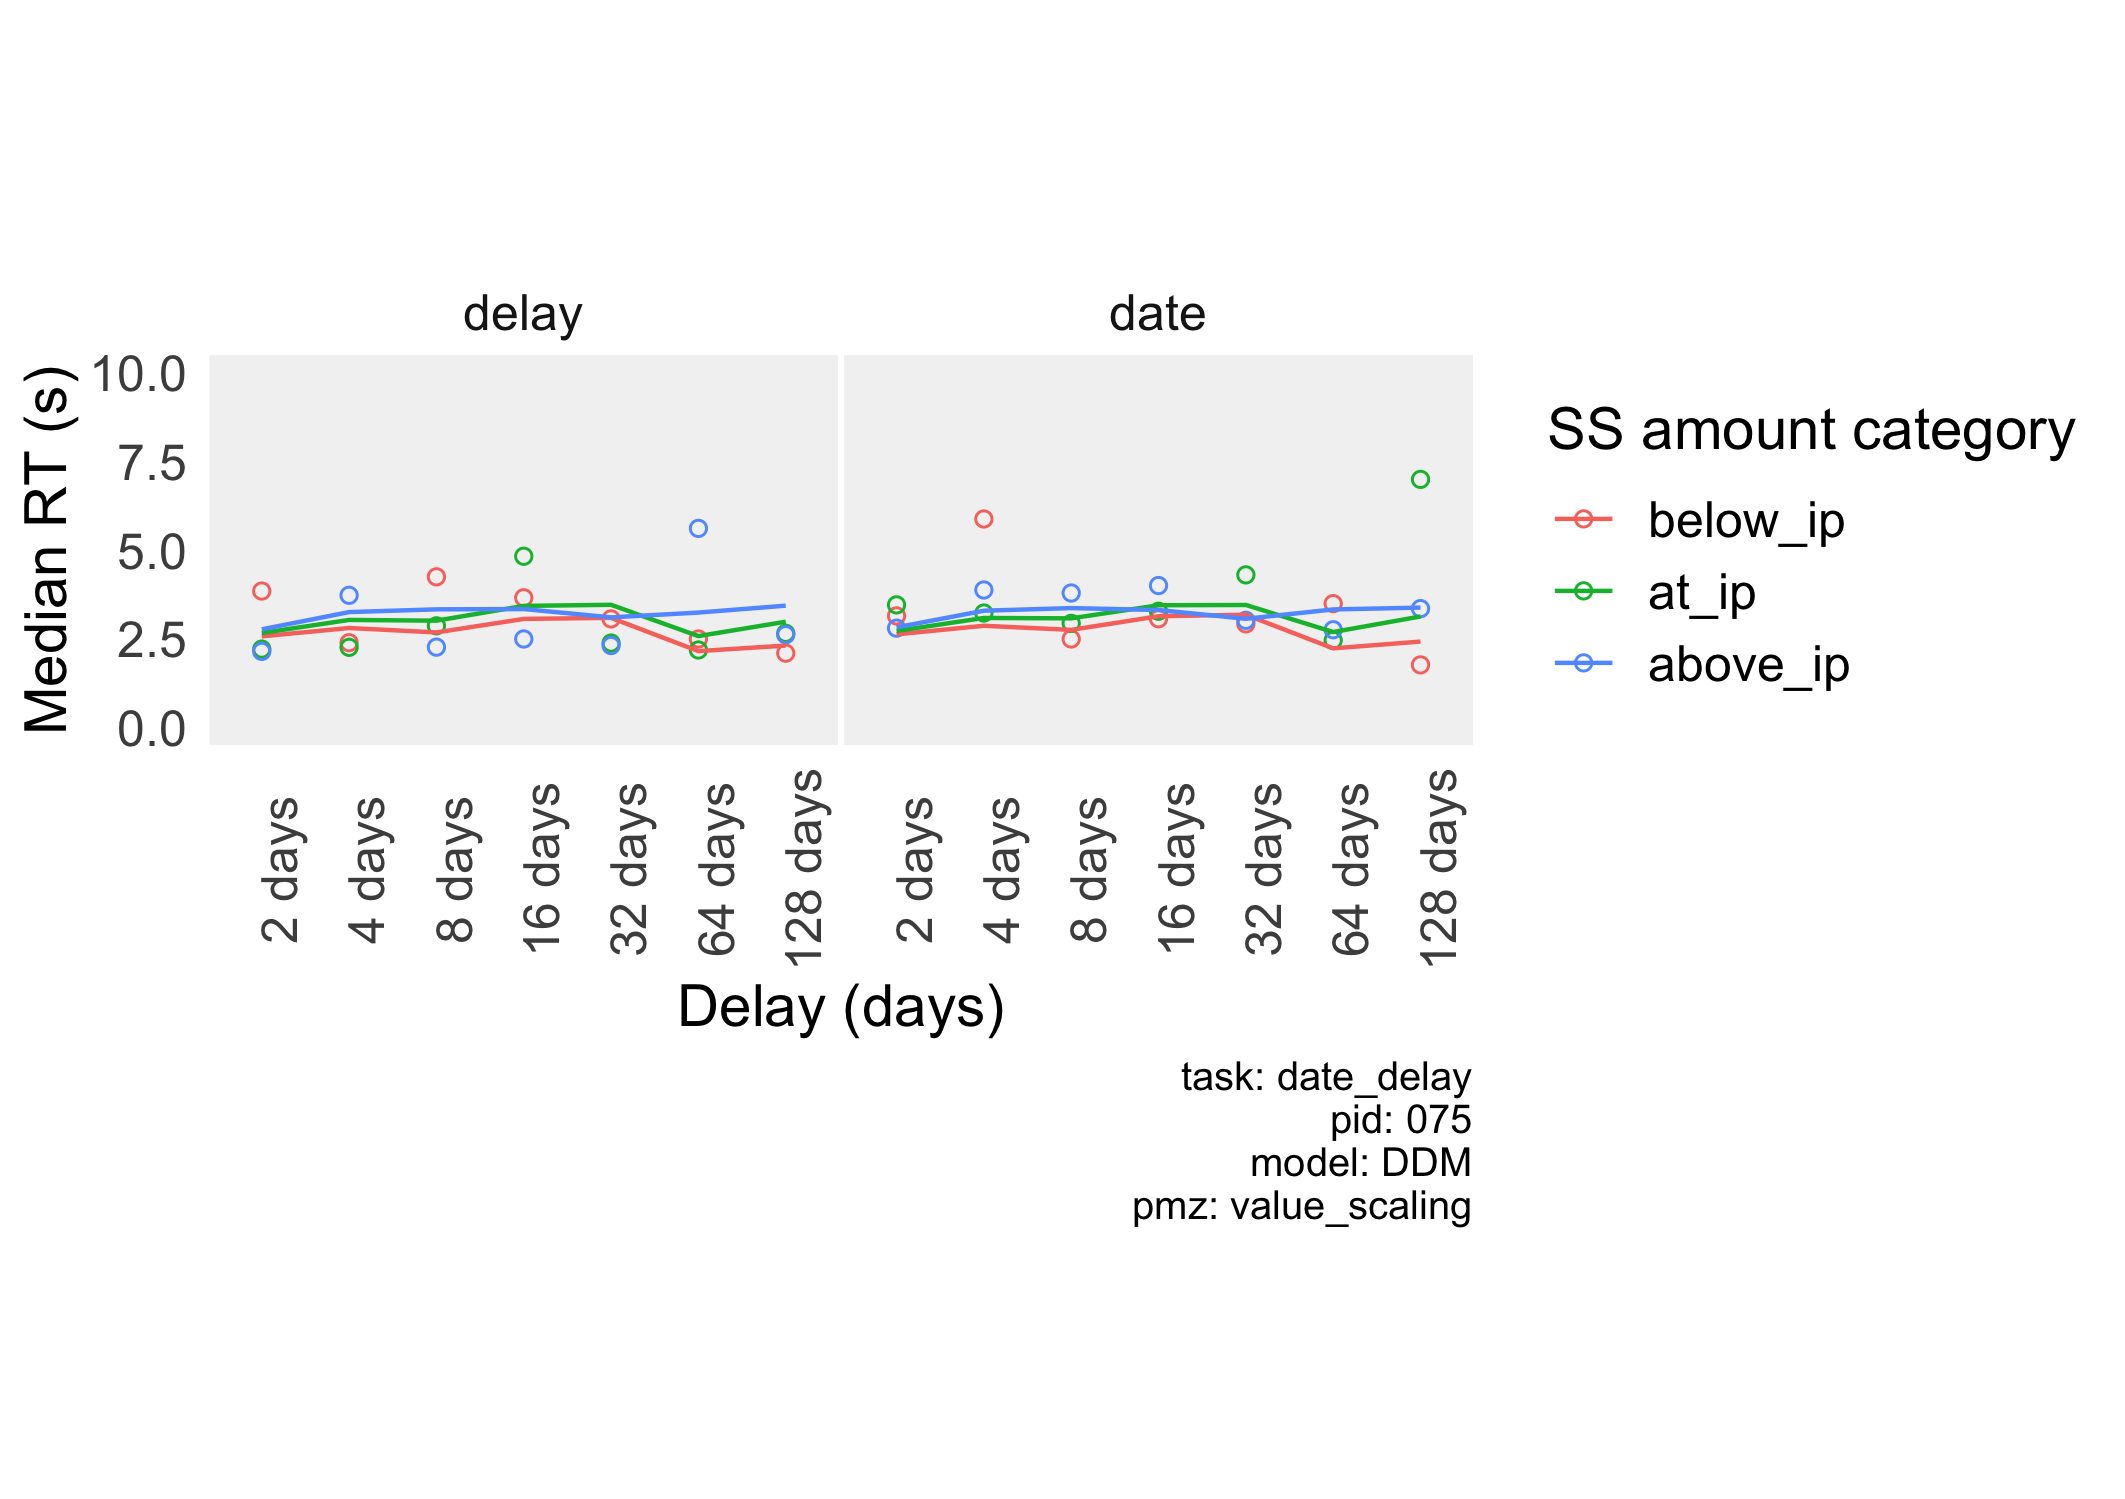 delay
date
Median RT (s)
10.0
7.5
5.0
2.5
0.0
2 days
4 days
8 days
16 days
32 days
64 days
128 days
2 days
4 days
8 days
16 days
32 days
64 days
128 days
Delay (days)
SS amount category
below_ip
at_ip
above_ip
task: date_delay
pid: 075
model: DDM
pmz: value_scaling